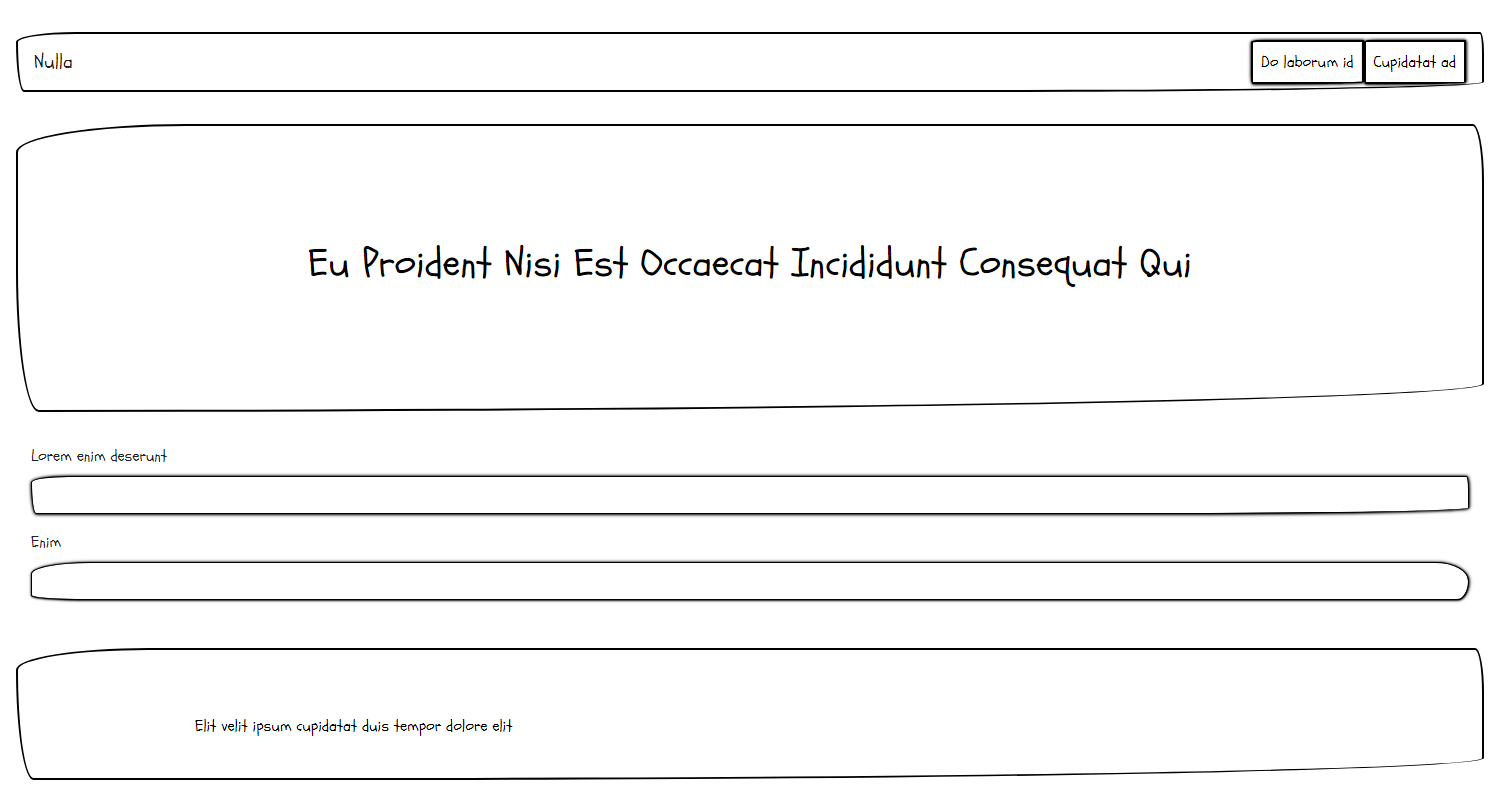 Nulla
Do laborum id
Cupidatat ad
Eu Proident Nisi Est Occaecat Incididunt Consequat Qui
Lorem enim deserunt
Enim
Elit velit ipsum cupidatat duis tempor dolore elit